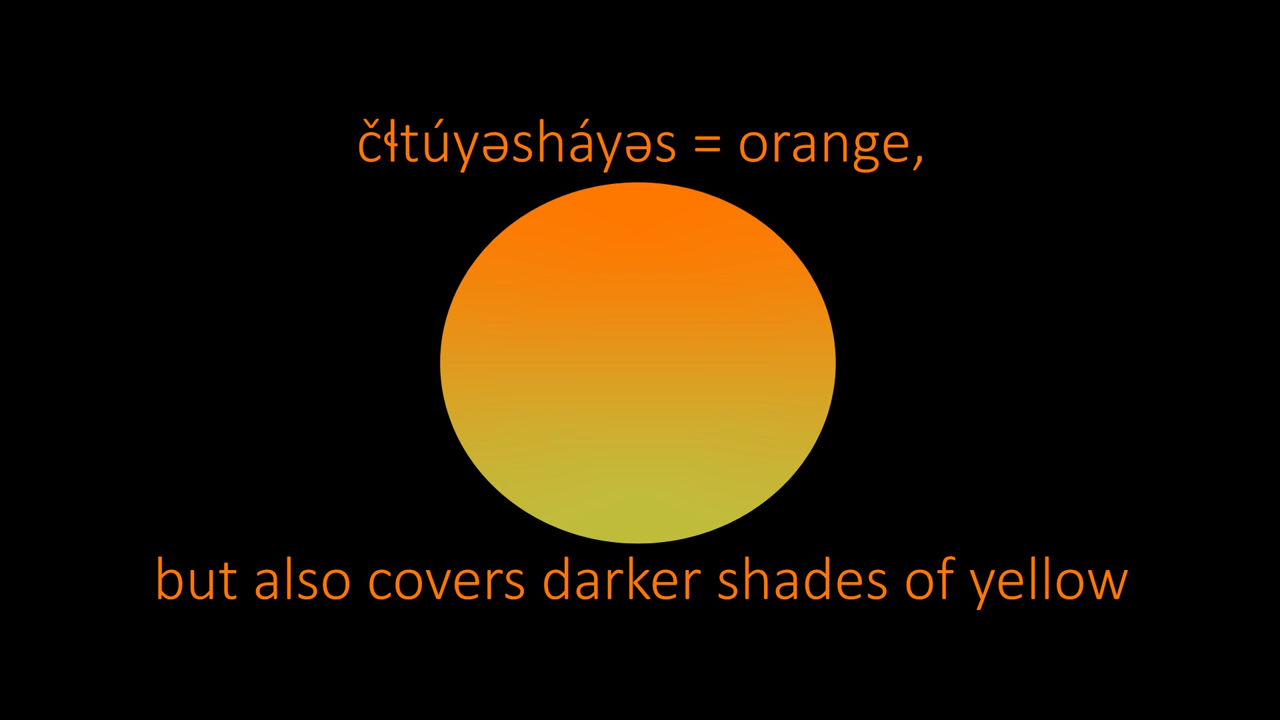 čɬtúyəsháyəs = orange,
but also covers darker shades of yellow